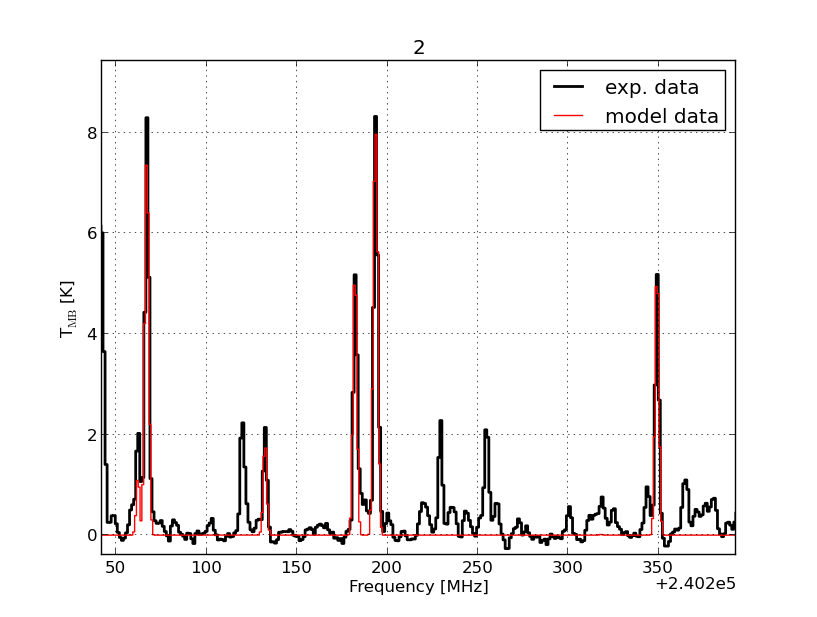 2
exp. data
model data
8
6
4
2
0
T_MB [K]
50 100 150 200 250 300 350
Frequency [MHz]
+2.402e5